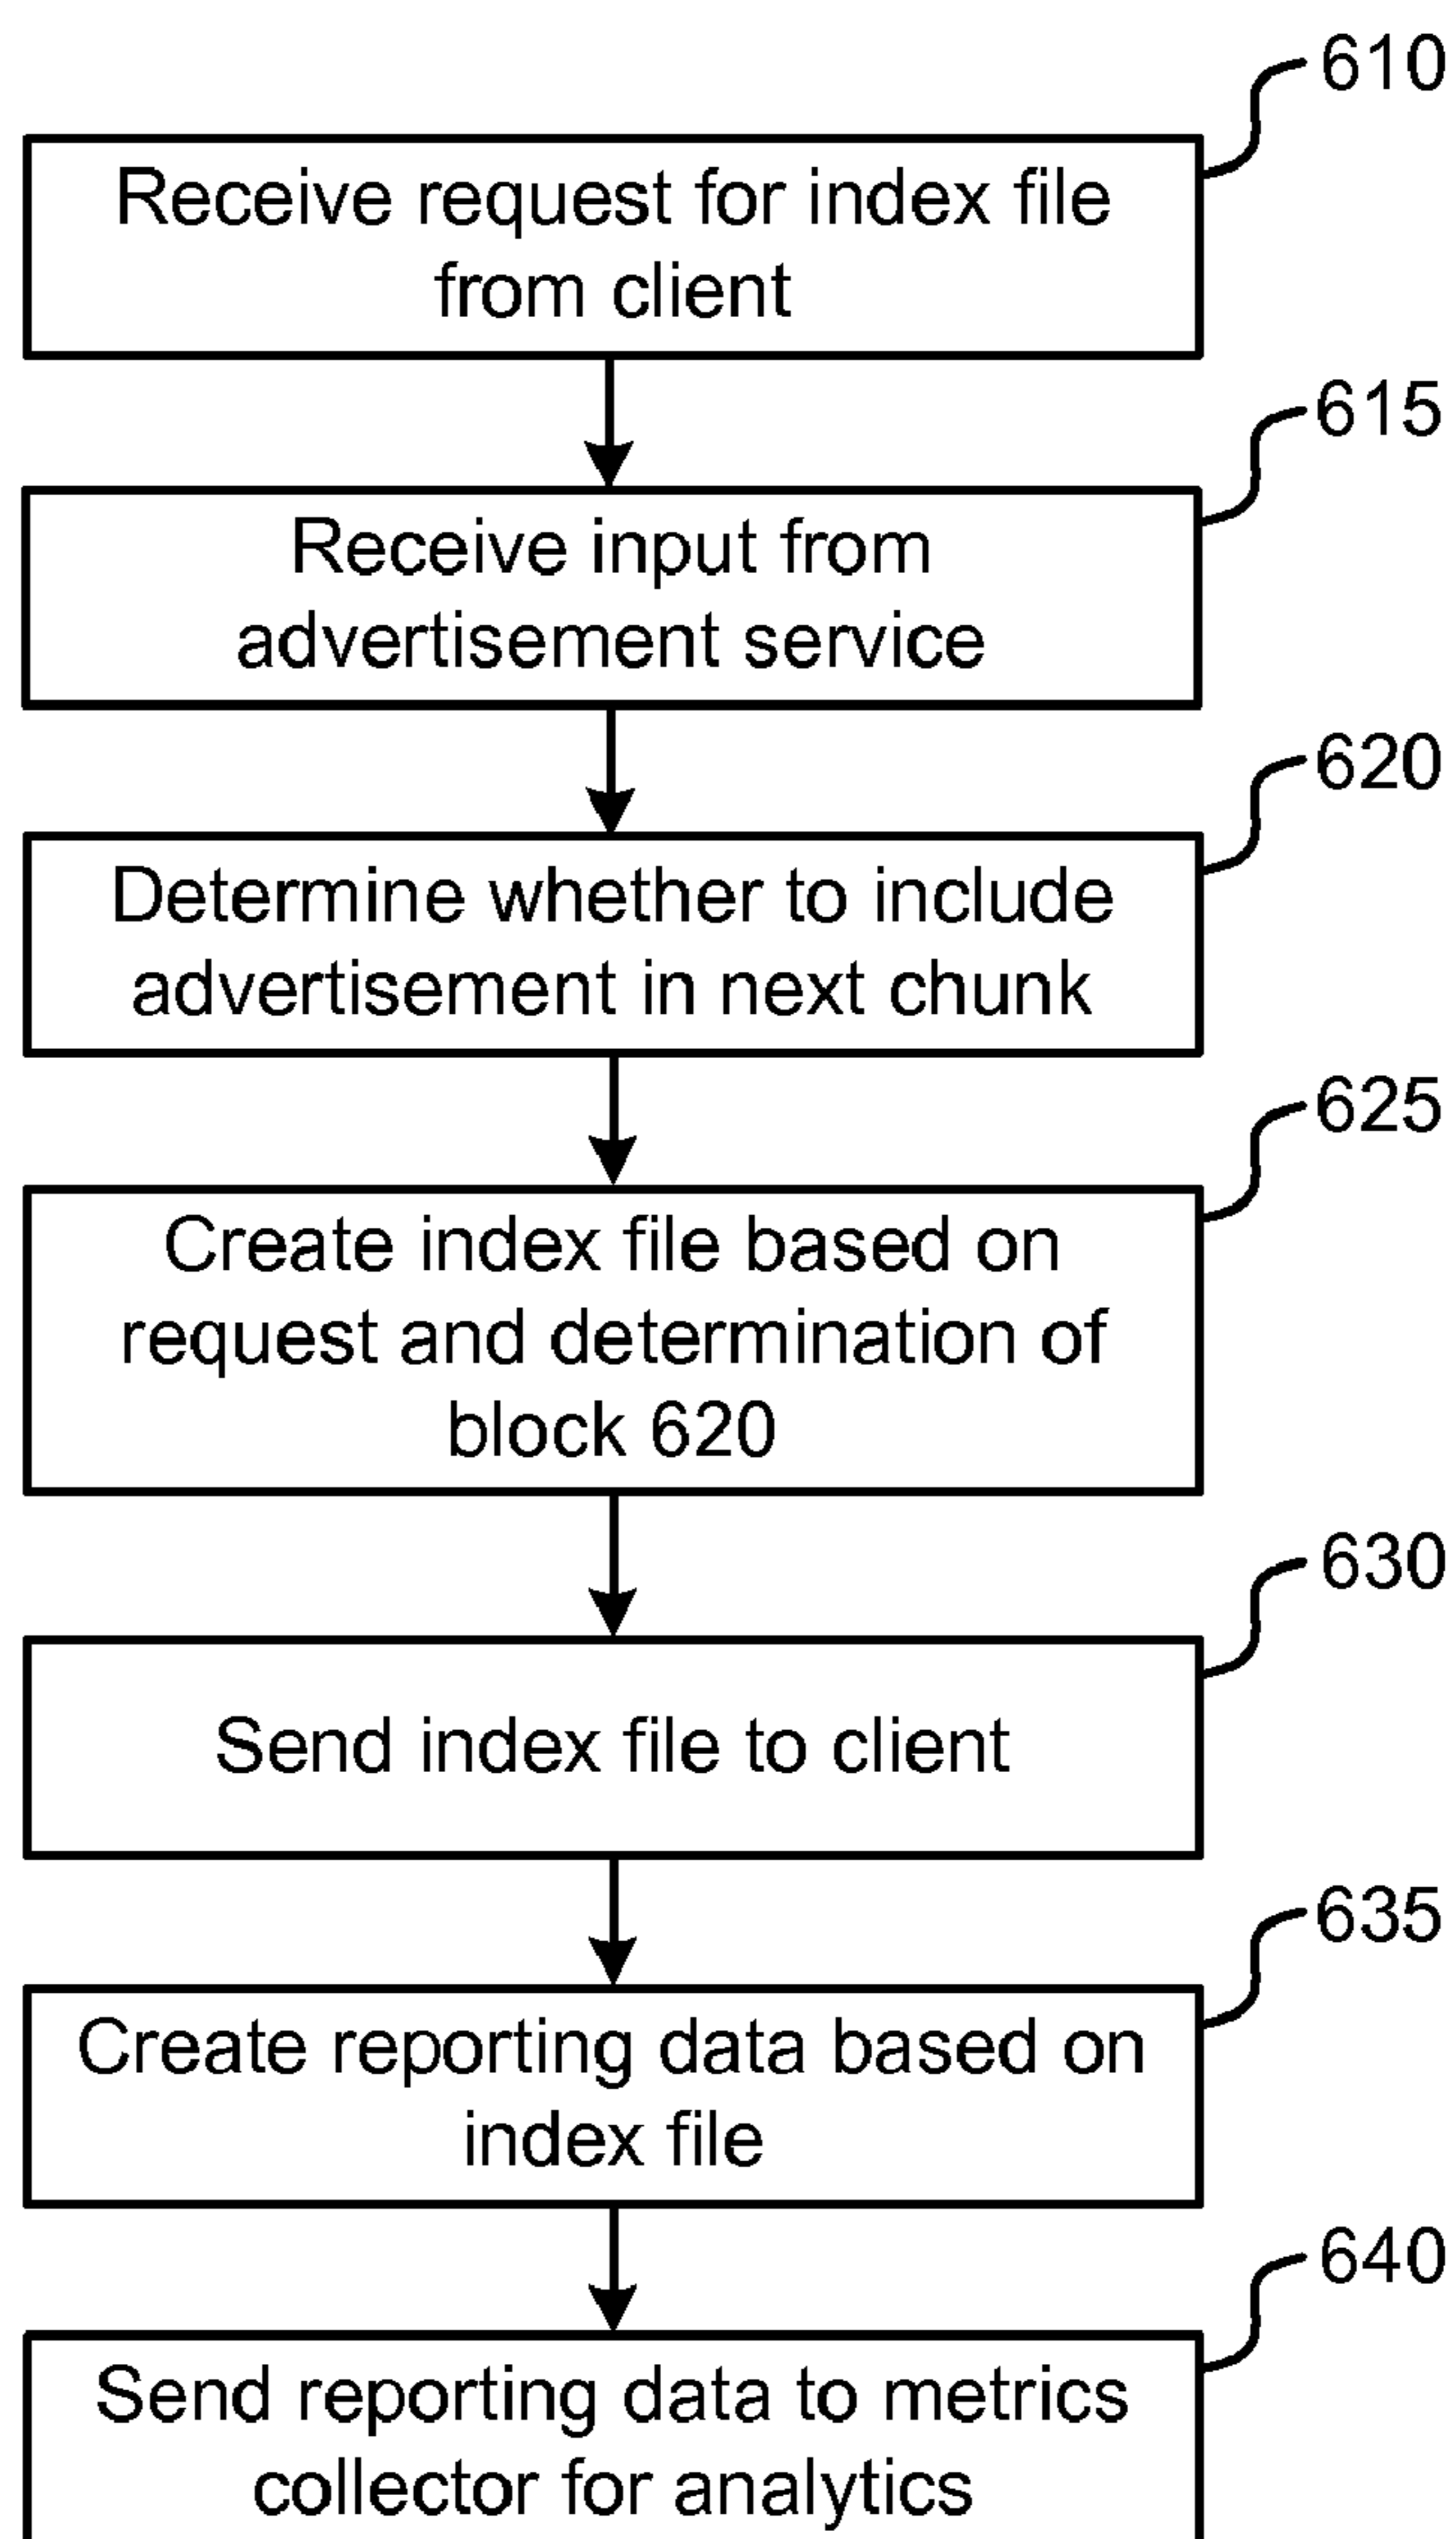 610
Receive request for index file
from client
615
Receive input from
advertisement service
620
Determine whether to include
advertisement in next chunk
625
Create index file based on
request and determination of
block 620
630
Send index file to client
635
Create reporting data based on
index file
640
Send reporting data to metrics
collector for analytics